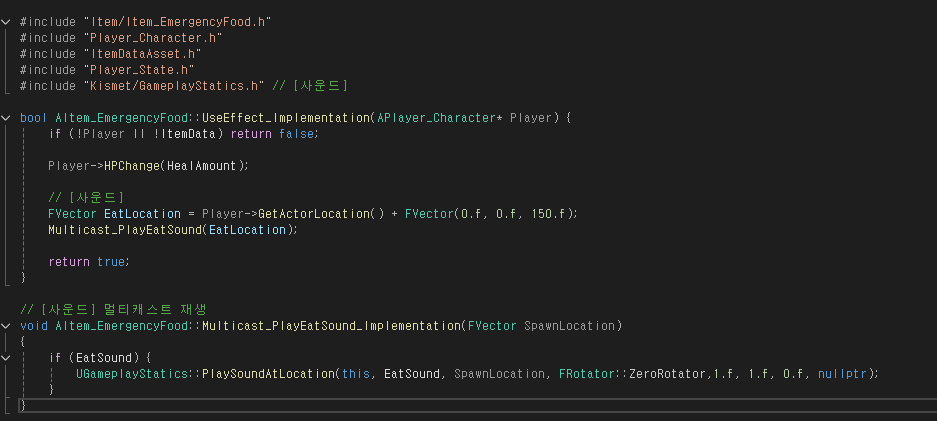 #include "Item/Item_EmergencyFood.h"
#include "Player_Character.h"
#include "ItemDataAsset.h"
#include "Player_State.h"
#include "Kismet/GameplayStatics.h" // [사운드]
bool AItem_EmergencyFood::UseEffect_Implementation(APlayer_Character* Player) {
if (!Player || !ItemData) return false;
Player->HPChange(HealAmount);
// [사운드]
FVector EatLocation = Player->GetActorLocation() + FVector(0.f, 0.f, 150.f);
Multicast_PlayEatSound(EatLocation);
return true;
}
// [사운드] 멀티캐스트 재생
void AItem_EmergencyFood::Multicast_PlayEatSound_Implementation(FVector SpawnLocation)
{
if (EatSound) {
UGameplayStatics::PlaySoundAtLocation(this, EatSound, SpawnLocation, FRotator::ZeroRotator,1.f, 1.f, 0.f, nullptr);
}
}